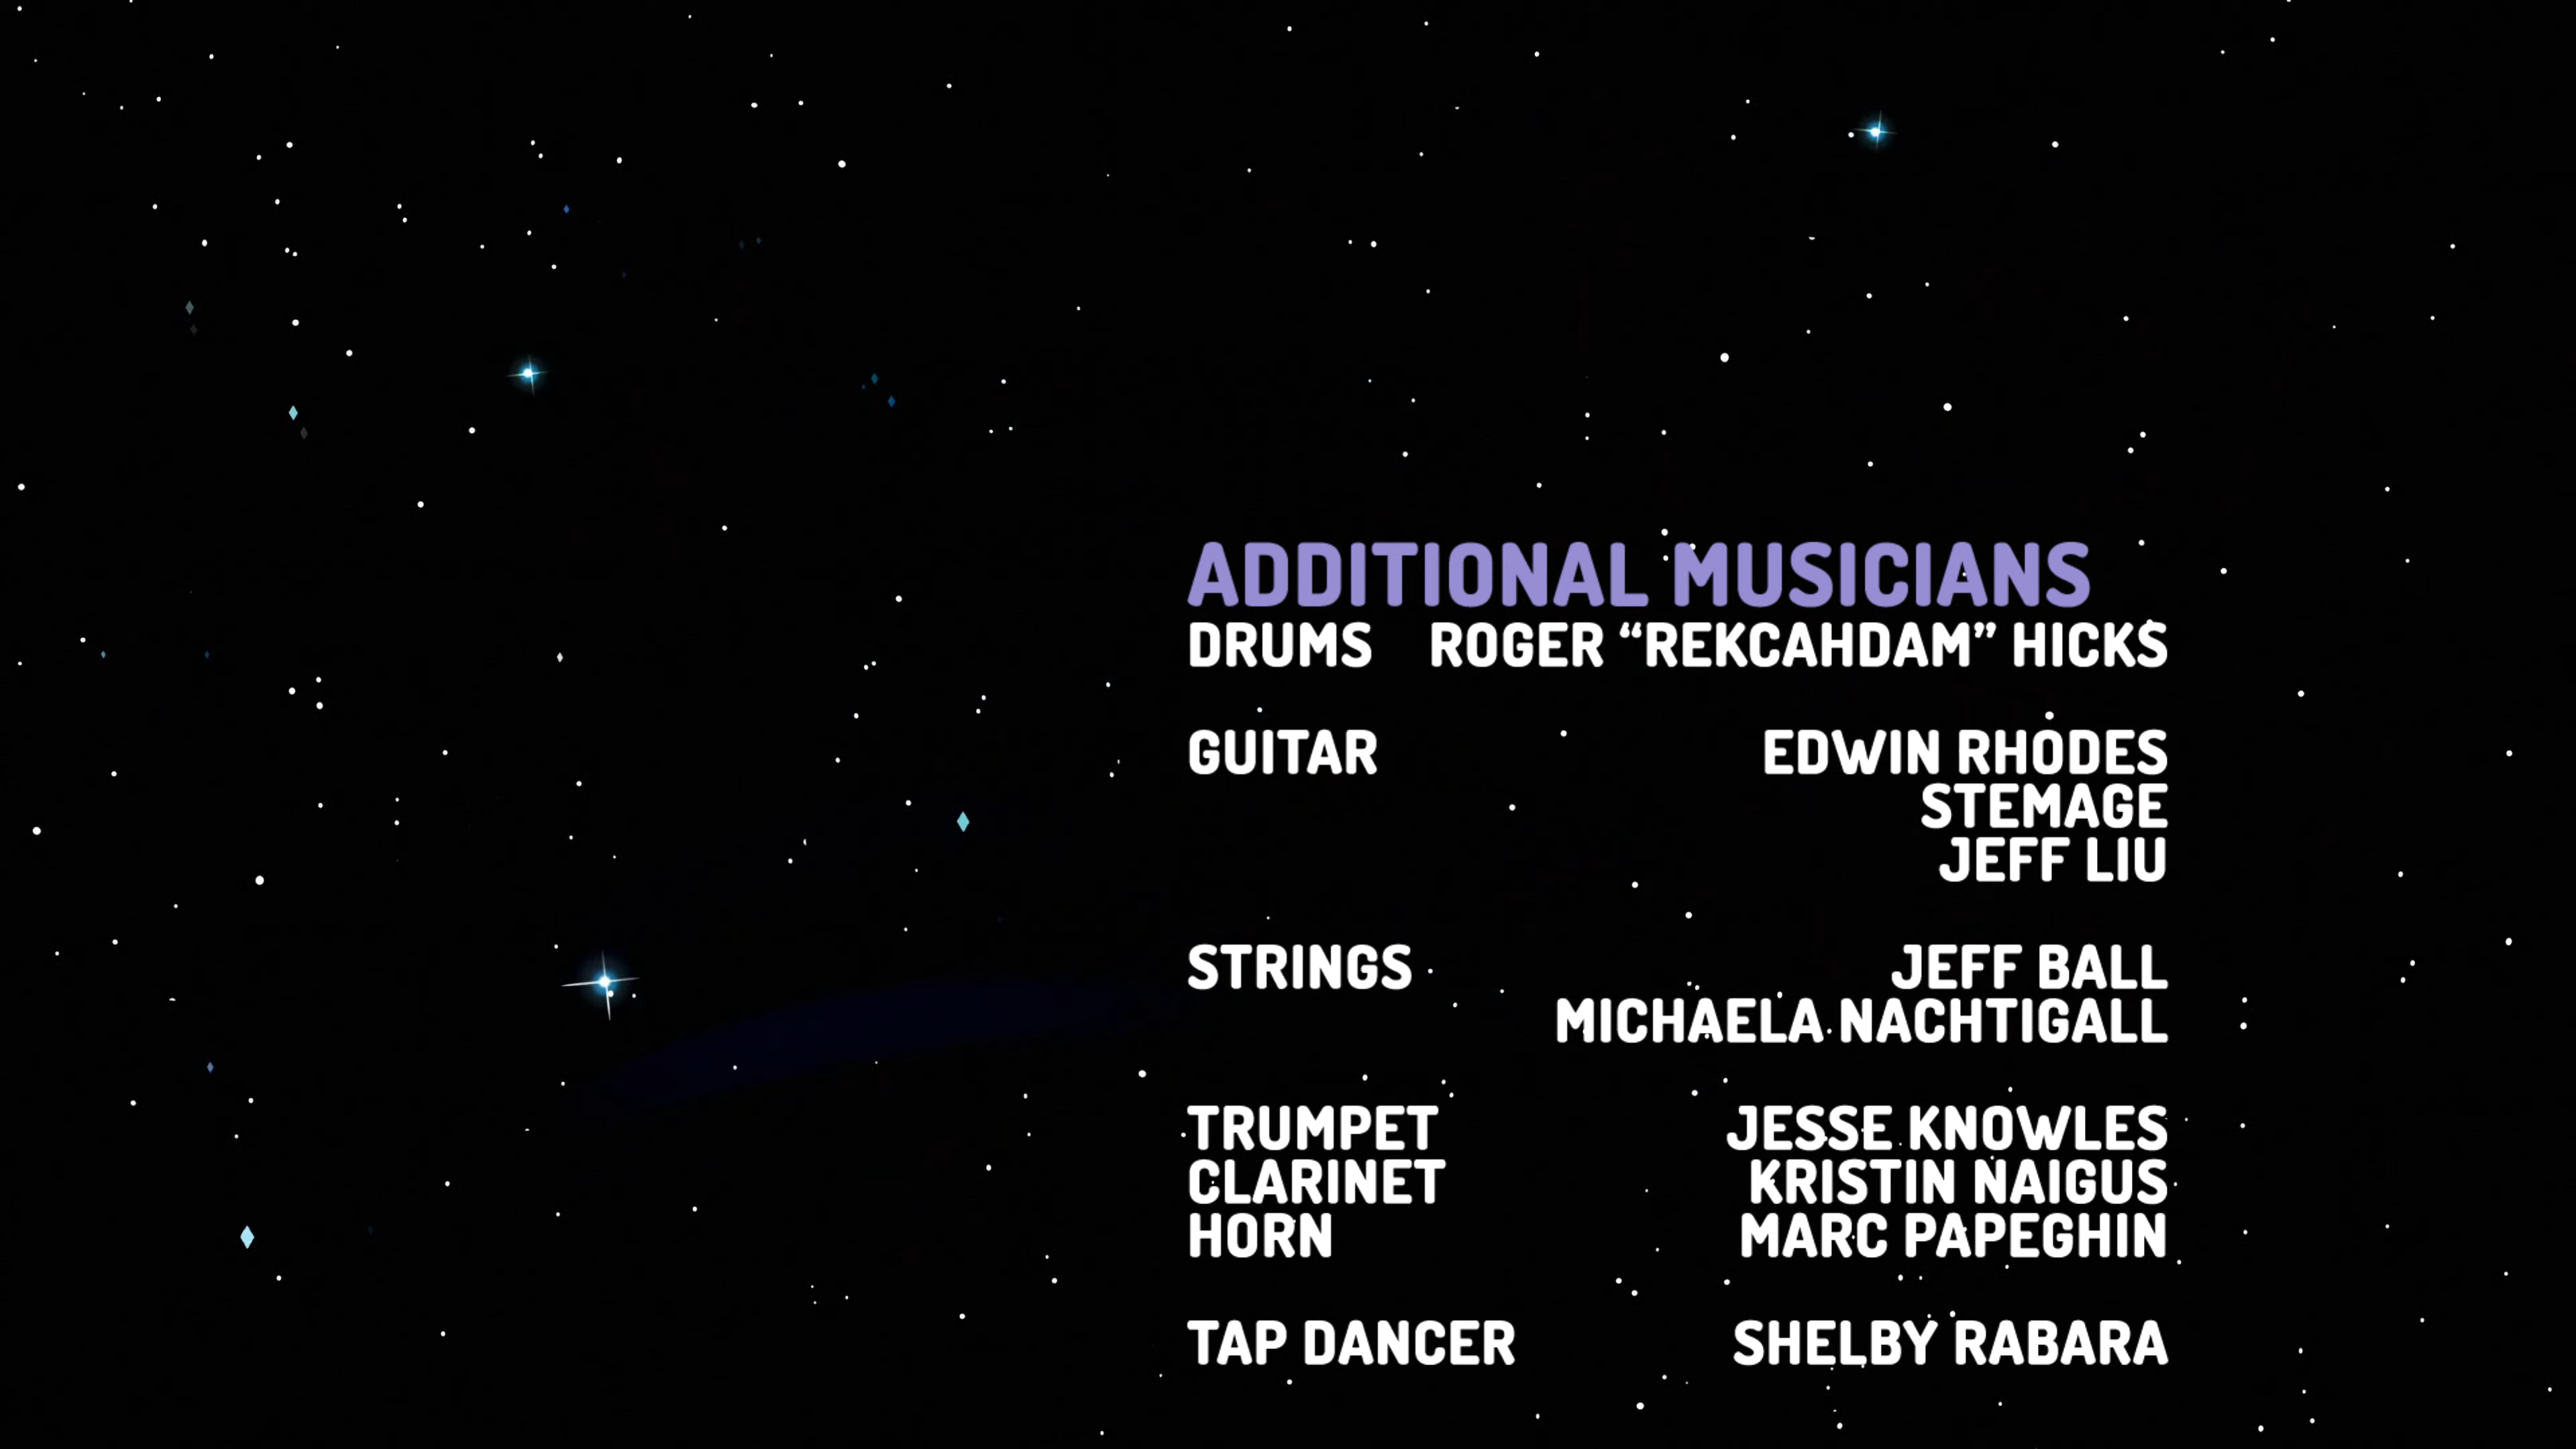 ADDITIONAL MUSICIANS
DRUMS ROGER “REKCAHDAM” HICKS
GUITAR EDWIN RHODES
STEMAGE
JEFF LIU
STRINGS JEFF BALL
MICHAELA NACHTIGALL
TRUMPET JESSE KNOWLES
CLARINET KRISTIN NAIGUS
HORN MARC PAPEGHIN
TAP DANCER SHELBY RABARA